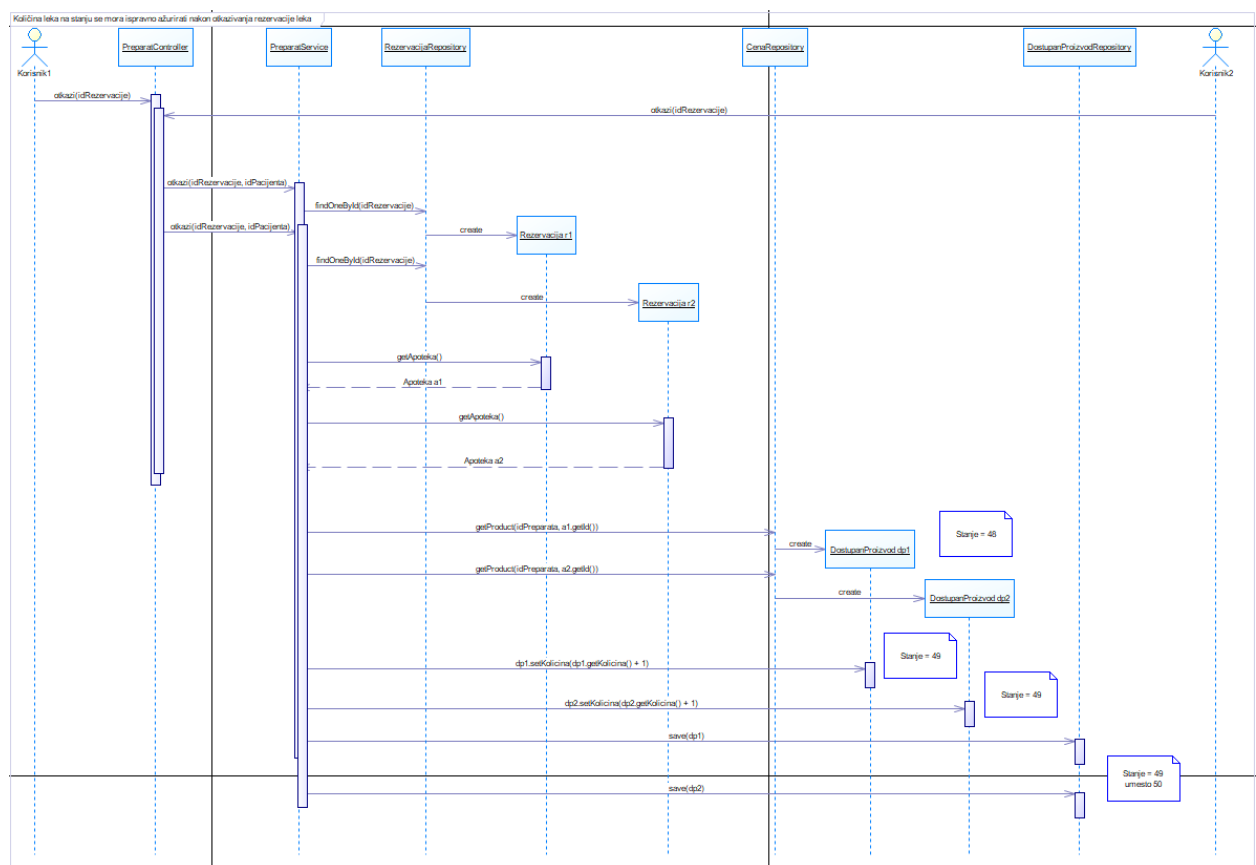 Količina leka na stanju se mora ispravno ažurirati nakon otkazivanja rezervacije leka
PreparatController
PreparatService
RezervacijaRepository
CenaRepository
DostupanProizvodRepository
Korisnik1
Korisnik2
otkazi(idRezervacije)
otkazi(idRezervacije)
otkazi(idRezervacije, idPacijenta)
findOneById(idRezervacije)
otkazi(idRezervacije, idPacijenta)
create
Rezervacija r1
findOneById(idRezervacije)
create
Rezervacija r2
getApoteka()
Apoteka a1
getApoteka()
Apoteka a2
getProduct(idPreparata, a1.getId())
create
DostupanProizvod dp1
Stanje = 48
getProduct(idPreparata, a2.getId())
create
DostupanProizvod dp2
dp1.setKolicina(dp1.getKolicina() + 1)
Stanje = 49
dp2.setKolicina(dp2.getKolicina() + 1)
Stanje = 49
save(dp1)
Stanje = 49
umesto 50
save(dp2)